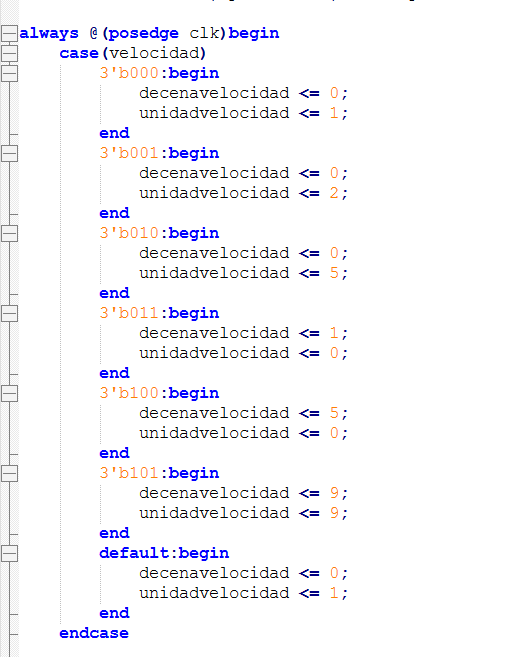 always @(posedge clk)begin
    case(velocidad)
        3'b000:begin
            decenavelocidad <= 0;
            unidadvelocidad <= 1;
        end
        3'b001:begin
            decenavelocidad <= 0;
            unidadvelocidad <= 2;
        end
        3'b010:begin
            decenavelocidad <= 0;
            unidadvelocidad <= 5;
        end
        3'b011:begin
            decenavelocidad <= 1;
            unidadvelocidad <= 0;
        end
        3'b100:begin
            decenavelocidad <= 5;
            unidadvelocidad <= 0;
        end
        3'b101:begin
            decenavelocidad <= 9;
            unidadvelocidad <= 9;
        end
        default:begin
            decenavelocidad <= 0;
            unidadvelocidad <= 1;
        end
    endcase